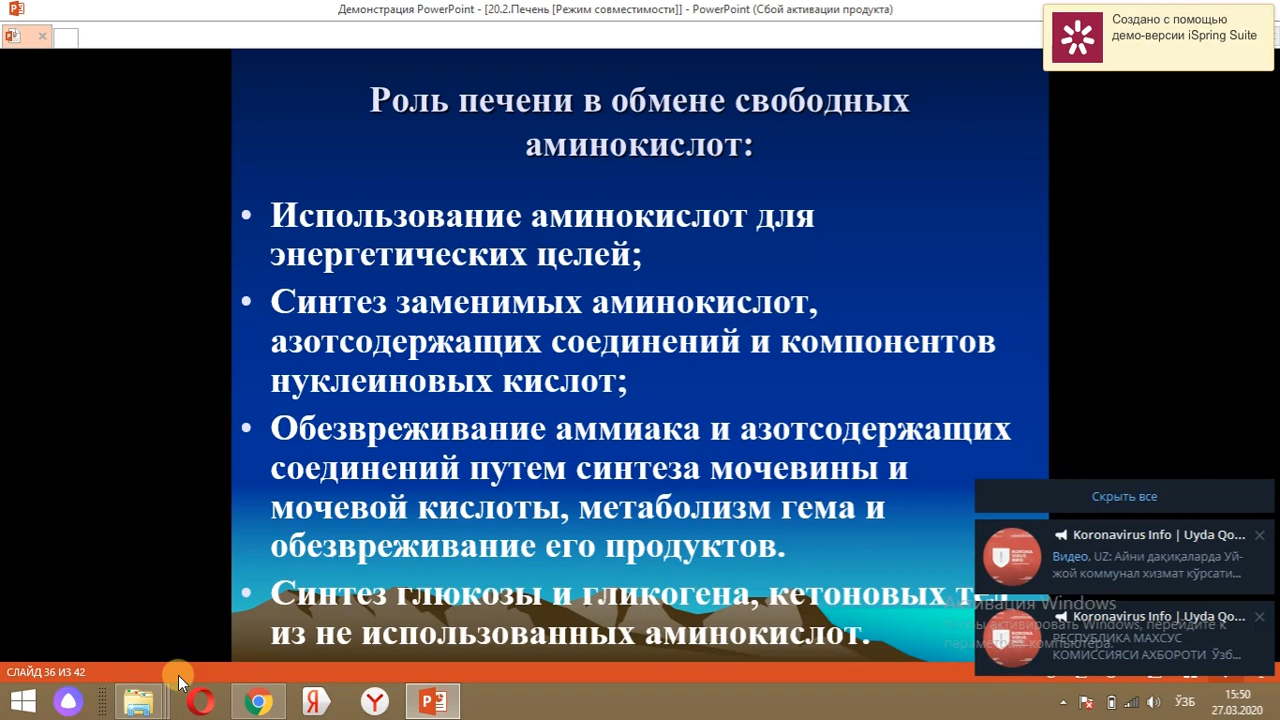 Демонстрация PowerPoint - [20.2.Печень [Режим совместимости]] - PowerPoint (Сбой активации продукта)
Создано с помощью
демо-версии iSpring Suite
Роль печени в обмене свободных
аминокислот:
• Использование аминокислот для
энергетических целей;
• Синтез заменимых аминокислот,
азотсодержащих соединений и компонентов
нуклеиновых кислот;
• Обезвреживание аммиака и азотсодержащих
соединений путем синтеза мочевины и
мочевой кислоты, метаболизм гема и
обезвреживание его продуктов.
• Синтез глюкозы и гликогена, кетоновых тел
из не использованных аминокислот.
Скрыть все
Koronavirus Info | Uyda Qo...
Видео, UZ: Айни дақиқаларда Уй-
жой коммунал хизмат кўрсати...
Активация Windows
Чтобы активировать Windows, перейдите к
параметрам компьютера.
Koronavirus Info | Uyda Qo...
РЕСПУБЛИКА МАХСУС
КОМИССИЯСИ АХБОРОТИ Ўзб...
СЛАЙД 36 ИЗ 42
ЎЗБ
15:50
27.03.2020